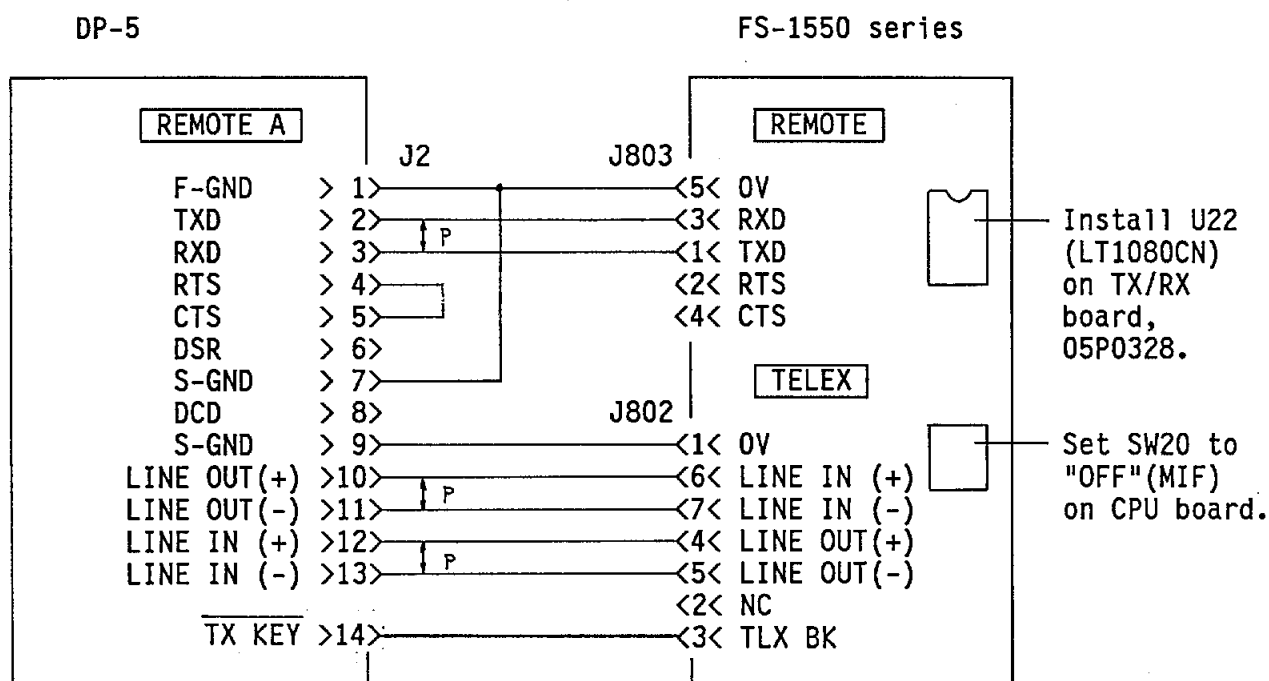 DP-5 FS-1550 series
REMOTE A REMOTE
J2 J803
F-GND > 1> <5< 0V
TXD > 2> <3< RXD
P
RXD > 3> <1< TXD
RTS > 4> <2< RTS
CTS > 5> <4< CTS
DSR > 6>
S-GND > 7>
DCD > 8>
Install U22
(LT1080CN)
on TX/RX
board,
05P0328.
TELEX
J802
S-GND > 9> <1< 0V
LINE OUT(+) >10> <6< LINE IN (+)
P
LINE OUT(-) >11> <7< LINE IN (-)
LINE IN (+) >12> <4< LINE OUT(+)
P
LINE IN (-) >13> <5< LINE OUT(-)
<2< NC
TX KEY >14> <3< TLX BK
Set SW20 to
"OFF"(MIF)
on CPU board.